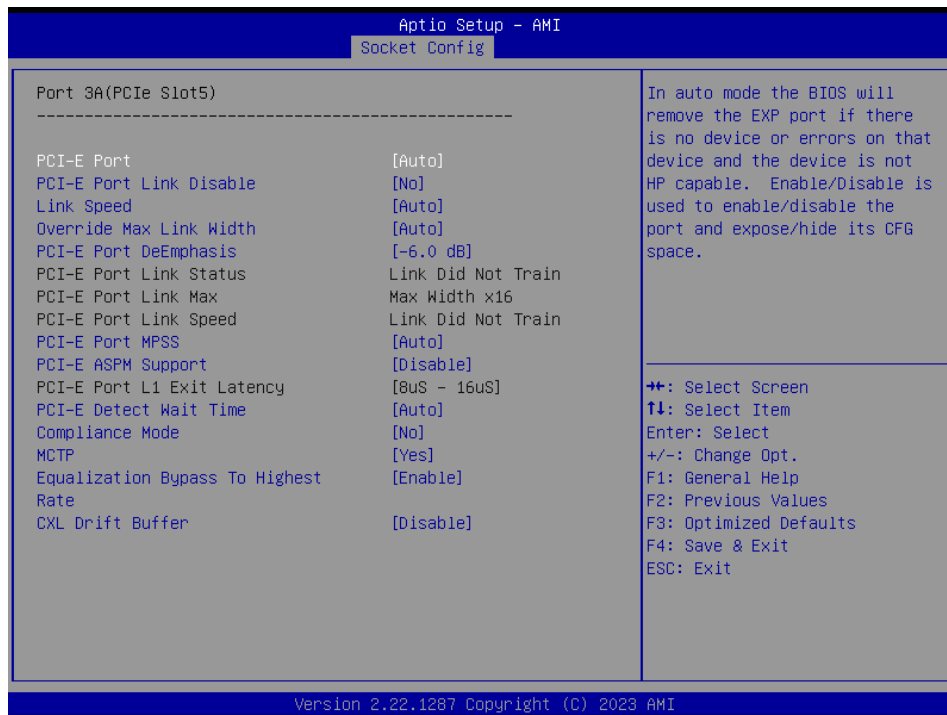 Aptio Setup – AMI
Socket Config
Port 3A(PCIe Slot5)
--------------------------------------------------
PCI-E Port [Auto]
PCI-E Port Link Disable [No]
Link Speed [Auto]
Override Max Link Width [Auto]
PCI-E Port DeEmphasis [-6.0 dB]
PCI-E Port Link Status Link Did Not Train
PCI-E Port Link Max Max Width x16
PCI-E Port Link Speed Link Did Not Train
PCI-E Port MPSS [Auto]
PCI-E ASPM Support [Disable]
PCI-E Port L1 Exit Latency [8uS - 16uS]
PCI-E Detect Wait Time [Auto]
Compliance Mode [No]
MCTP [Yes]
Equalization Bypass To Highest [Enable]
Rate
CXL Drift Buffer [Disable]
In auto mode the BIOS will
remove the EXP port if there
is no device or errors on that
device and the device is not
HP capable.  Enable/Disable is
used to enable/disable the
port and expose/hide its CFG
space.
→←: Select Screen
↑↓: Select Item
Enter: Select
+/-: Change Opt.
F1: General Help
F2: Previous Values
F3: Optimized Defaults
F4: Save & Exit
ESC: Exit
Version 2.22.1287 Copyright (C) 2023 AMI